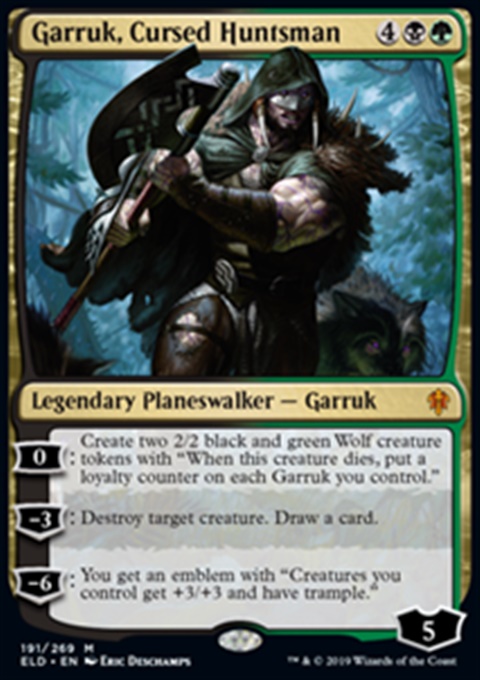 Garruk, Cursed Huntsman 4
Legendary Planeswalker — Garruk
0: Create two 2/2 black and green Wolf creature
tokens with “When this creature dies, put a
loyalty counter on each Garruk you control.”
−3: Destroy target creature. Draw a card.
−6: You get an emblem with “Creatures you
control get +3/+3 and have trample.”
5
191/269 M
ELD • EN Eric Deschamps
™ & © 2019 Wizards of the Coast